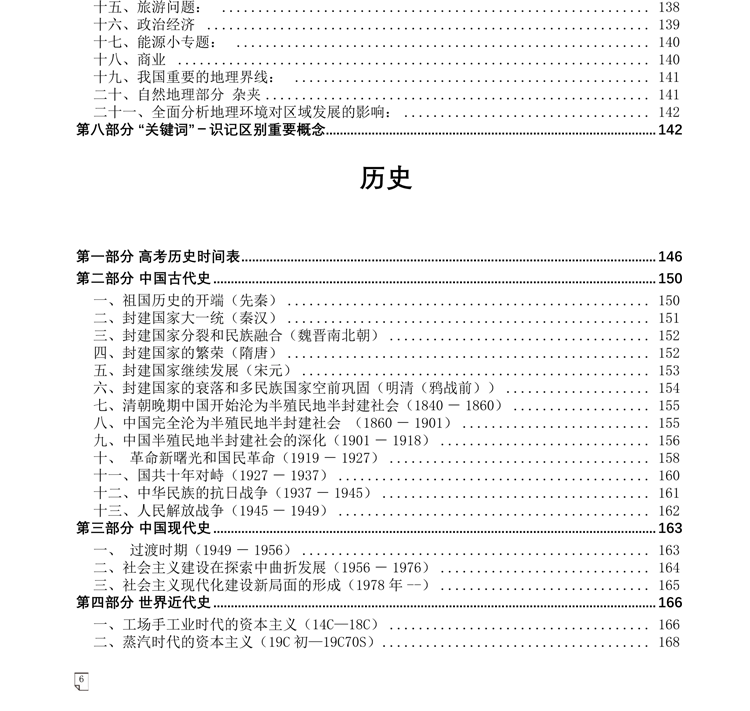 十五、旅游问题： ........ 138
十六、政治经济 ........ 139
十七、能源小专题： ........ 140
十八、商业 ........ 140
十九、我国重要的地理界线： ........ 141
二十、自然地理部分 杂夹 ........ 141
二十一、全面分析地理环境对区域发展的影响： ........ 142
第八部分 “关键词”－识记区别重要概念........ 142
历史
第一部分 高考历史时间表........ 146
第二部分 中国古代史........ 150
一、祖国历史的开端（先秦） ........ 150
二、封建国家大一统（秦汉） ........ 151
三、封建国家分裂和民族融合（魏晋南北朝） ........ 152
四、封建国家的繁荣（隋唐） ........ 152
五、封建国家继续发展（宋元） ........ 153
六、封建国家的衰落和多民族国家空前巩固（明清（鸦战前）） ........ 154
七、清朝晚期中国开始沦为半殖民地半封建社会（1840－1860） ........ 155
八、中国完全沦为半殖民地半封建社会 （1860－1901） ........ 155
九、中国半殖民地半封建社会的深化（1901－1918） ........ 156
十、 革命新曙光和国民革命（1919－1927） ........ 158
十一、国共十年对峙（1927－1937） ........ 160
十二、中华民族的抗日战争（1937－1945） ........ 161
十三、人民解放战争（1945－1949） ........ 162
第三部分 中国现代史........ 163
一、 过渡时期（1949－1956） ........ 163
二、社会主义建设在探索中曲折发展（1956－1976） ........ 164
三、社会主义现代化建设新局面的形成（1978 年--） ........ 165
第四部分 世界近代史........ 166
一、工场手工业时代的资本主义（14C—18C） ........ 166
二、蒸汽时代的资本主义（19C 初—19C70S）........ 168
6